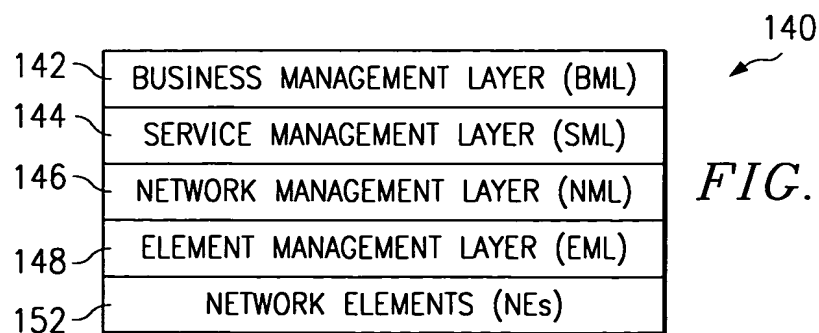 140
142 BUSINESS MANAGEMENT LAYER (BML)
144 SERVICE MANAGEMENT LAYER (SML)
146 NETWORK MANAGEMENT LAYER (NML)
FIG.
148 ELEMENT MANAGEMENT LAYER (EML)
152 NETWORK ELEMENTS (NEs)